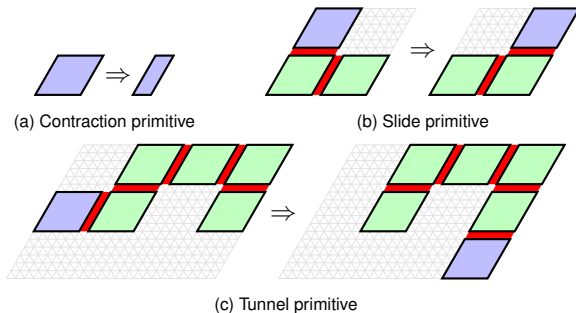 ⇒
⇒
(a) Contraction primitive
(b) Slide primitive
⇒
(c) Tunnel primitive